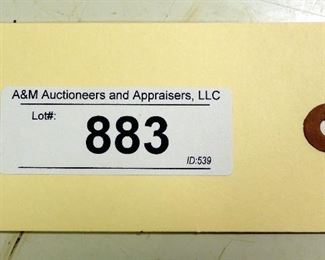 A&M Auctioneers and Appraisers, LLC
Lot#:
883
ID:539